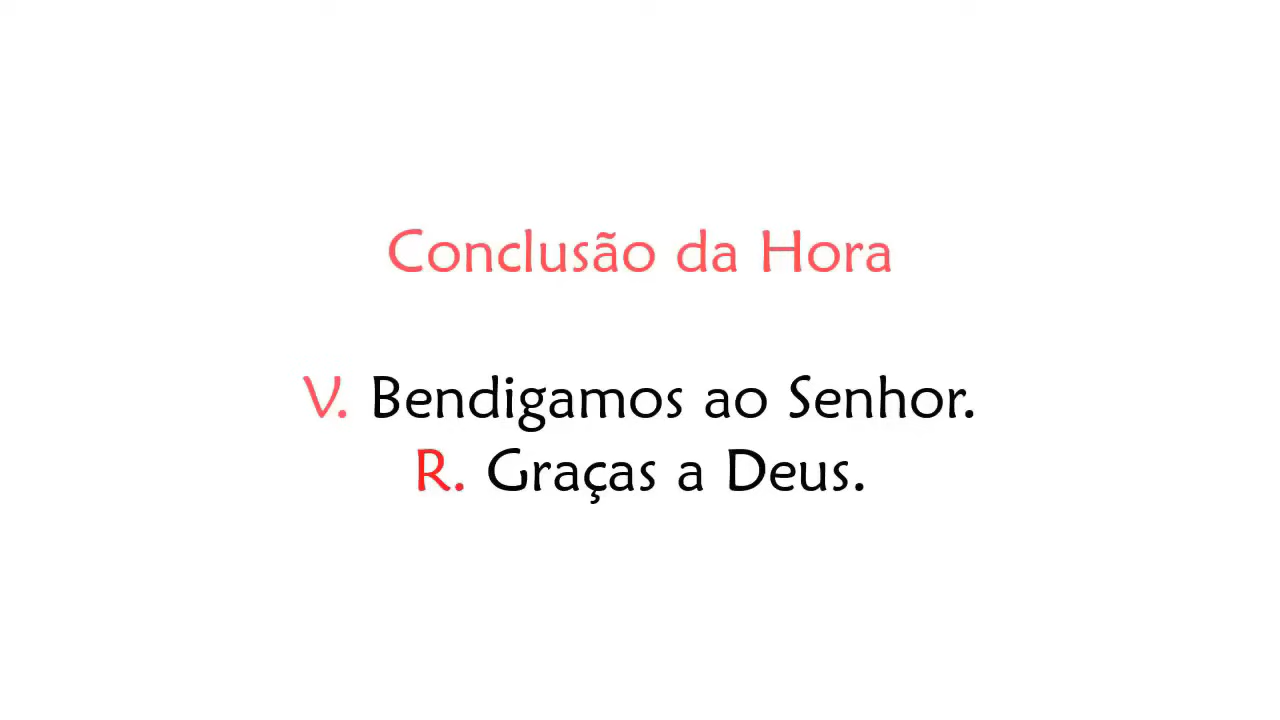 Conclusão da Hora
V. Bendigamos ao Senhor.
R. Graças a Deus.